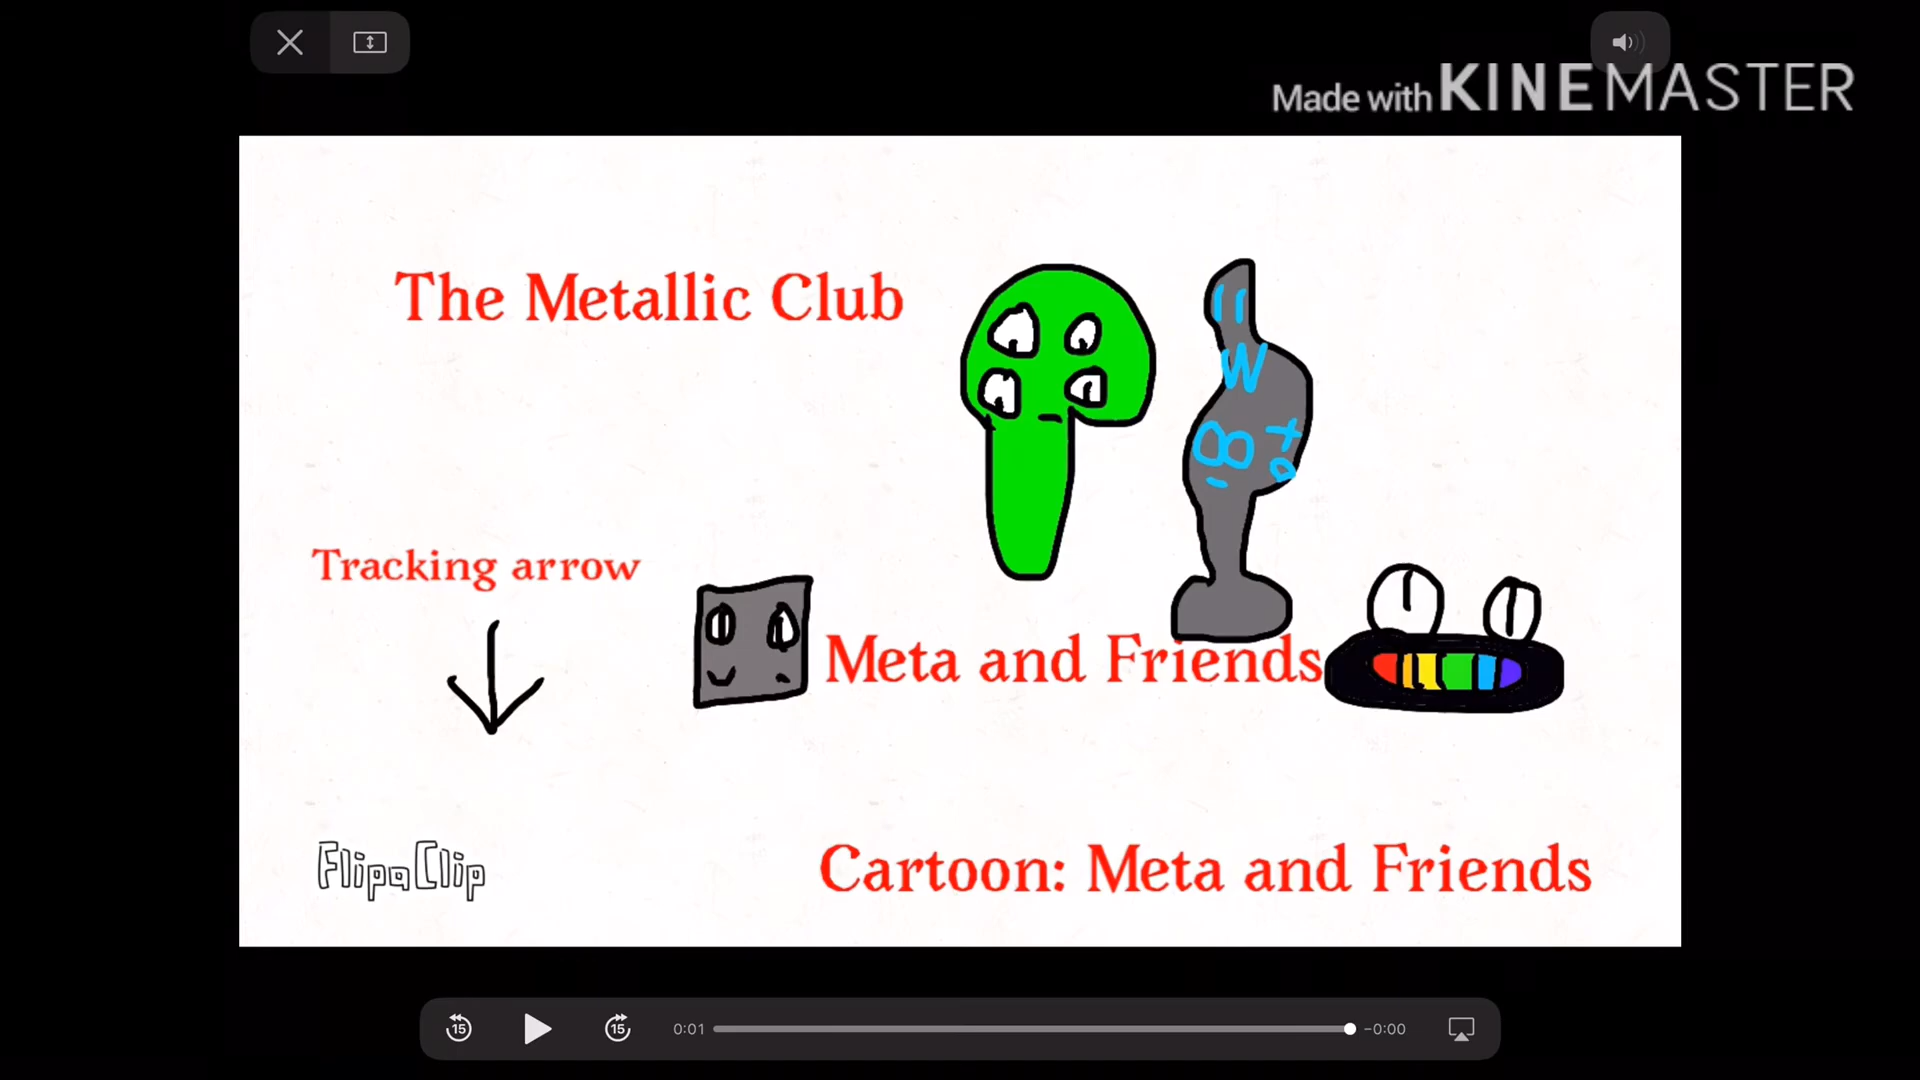 Made with KINEMASTER
The Metallic Club
W
Tracking arrow
Meta and Friends
FlipaClip
Cartoon: Meta and Friends
15
15
0:01
-0:00